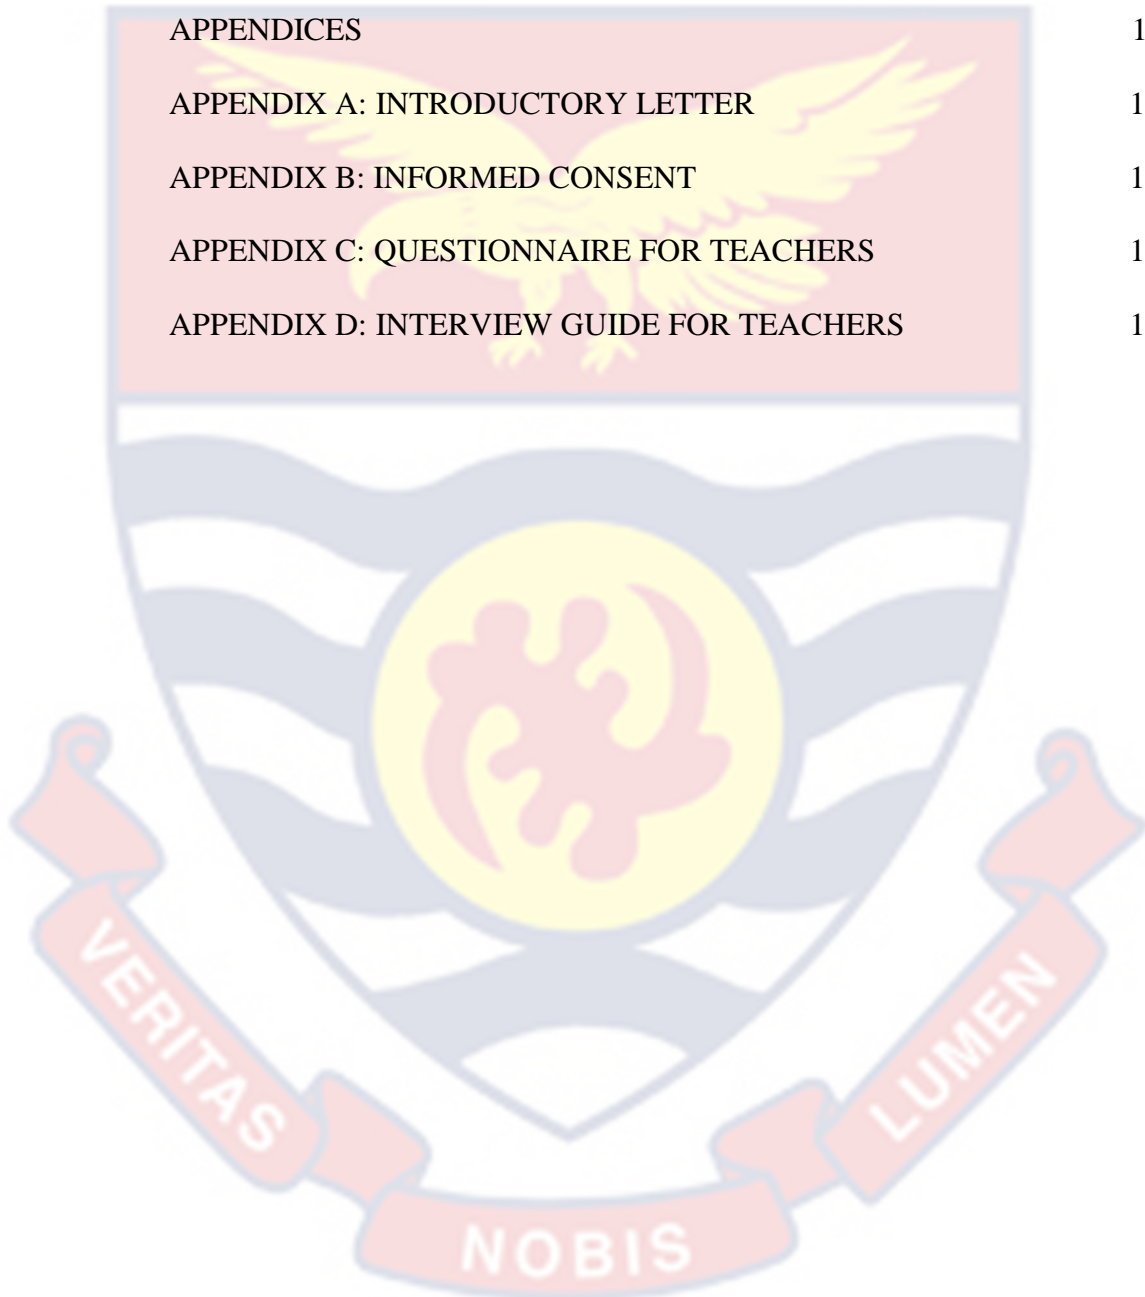 APPENDICES 1
APPENDIX A: INTRODUCTORY LETTER 1
APPENDIX B: INFORMED CONSENT 1
APPENDIX C: QUESTIONNAIRE FOR TEACHERS 1
APPENDIX D: INTERVIEW GUIDE FOR TEACHERS 1
VERITAS
NOBIS
LUMEN